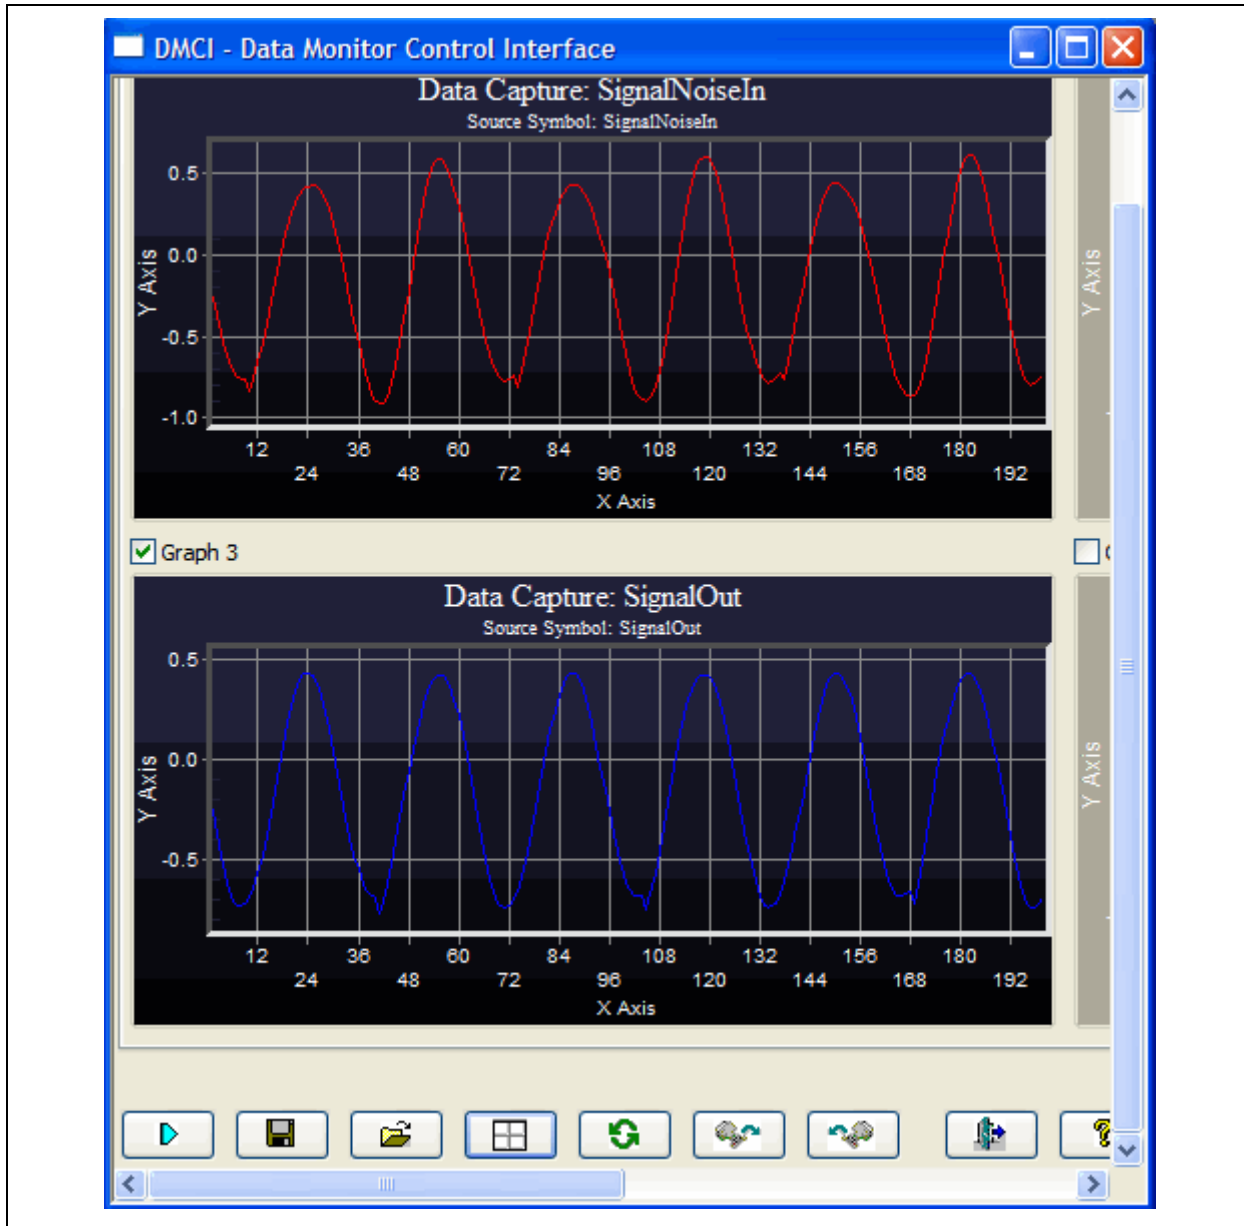 DMCI - Data Monitor Control Interface
Data Capture: SignalNoiseIn
Source Symbol: SignalNoiseIn
0.5
0.0
-0.5
-1.0
Y Axis
12 36 60 84 108 132 156 180
24 48 72 96 120 144 168 192
X Axis
Y Axis
Graph 3
Data Capture: SignalOut
Source Symbol: SignalOut
0.5
0.0
-0.5
Y Axis
12 36 60 84 108 132 156 180
24 48 72 96 120 144 168 192
X Axis
Y Axis
?